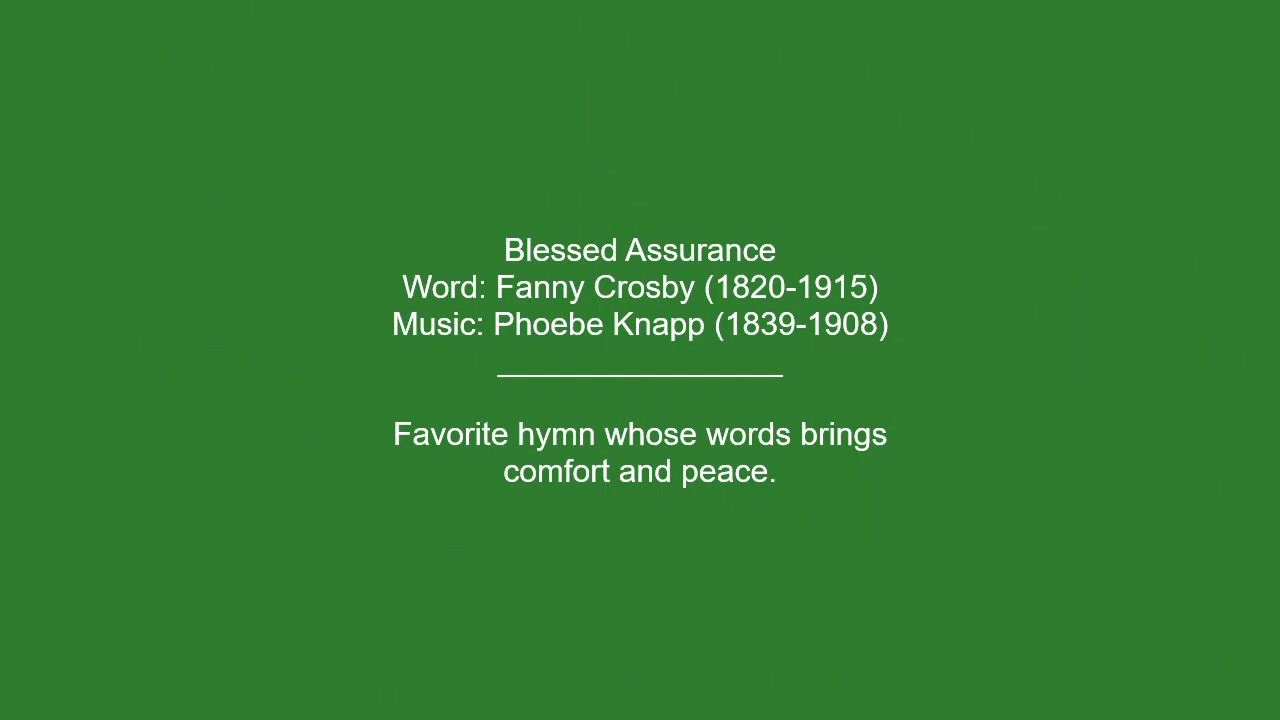 Blessed Assurance
Word: Fanny Crosby (1820-1915)
Music: Phoebe Knapp (1839-1908)
Favorite hymn whose words brings
comfort and peace.